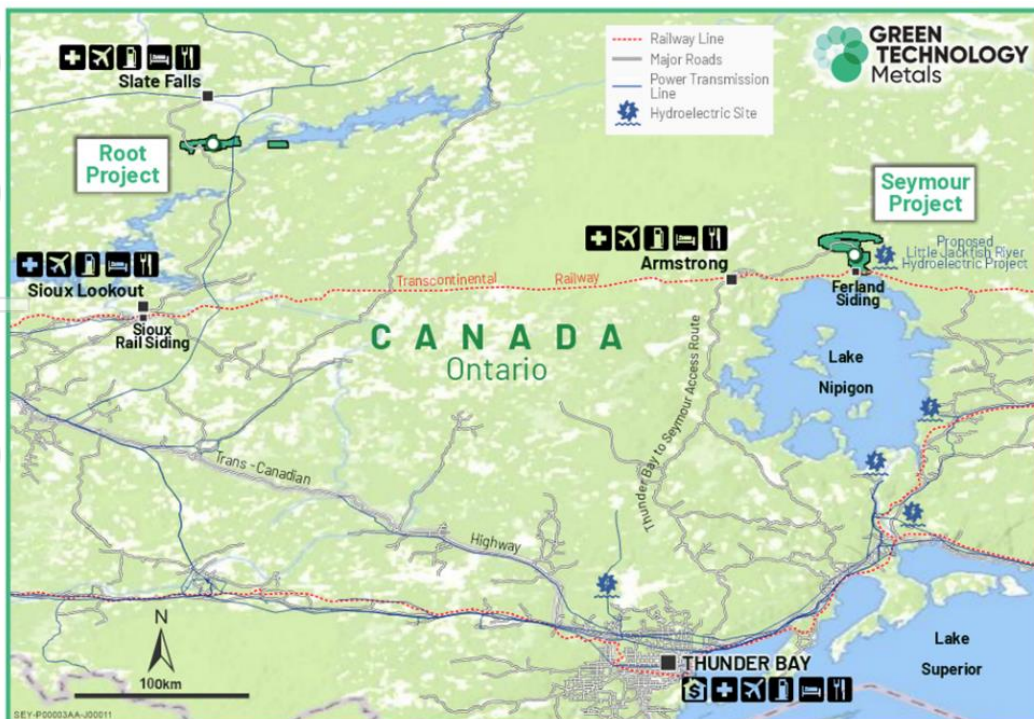 Slate Falls
Root
Project
Railway Line
Major Roads
Power Transmission
Line
Hydroelectric Site
GREEN
TECHNOLOGY
Metals
Seymour
Project
Proposed
Little Jackfish River
Hydroelectric Project
Armstrong
Ferland
Siding
Sioux Lookout
Sioux
Rail Siding
Transcontinental Railway
CANADA
Ontario
Lake
Nipigon
Thunder Bay to Seymour Access Route
Trans-Canadian
Highway
N
100km
THUNDER BAY
$
Lake
Superior
SEY-P00003AA-J00011